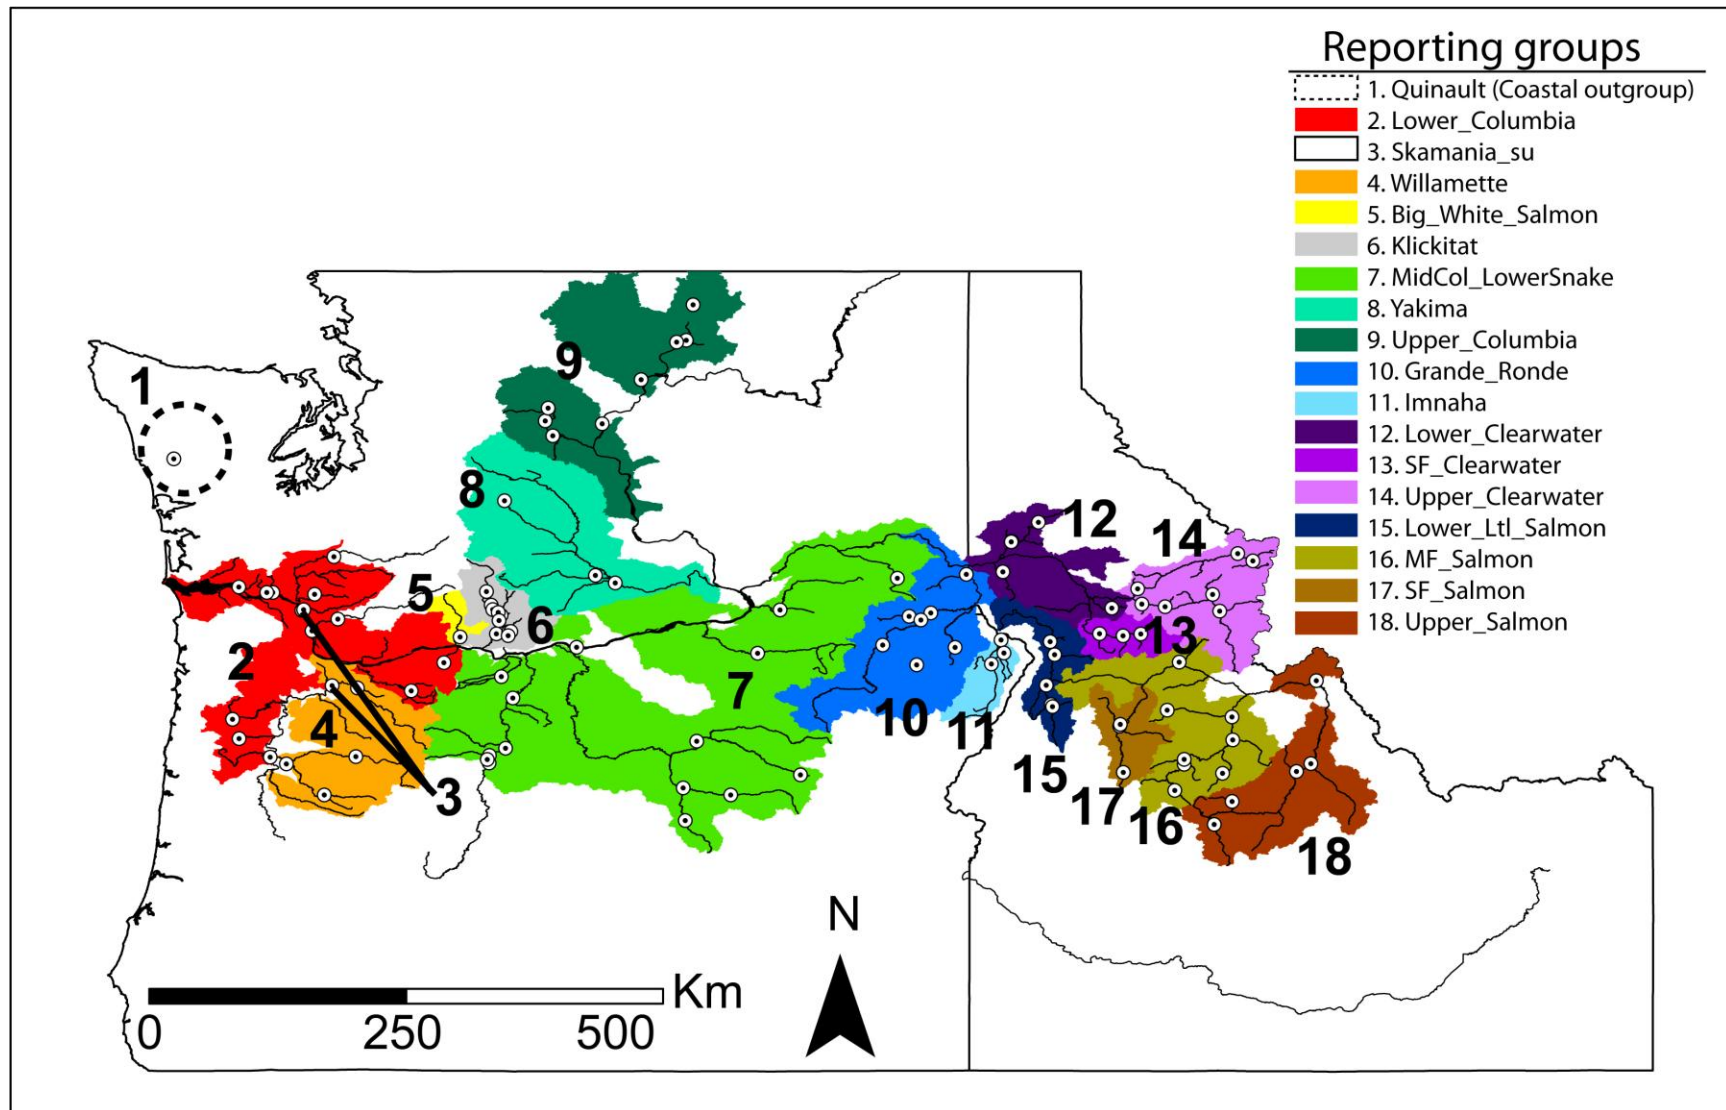 Reporting groups
1. Quinault (Coastal outgroup)
2. Lower_Columbia
3. Skamania_su
4. Willamette
5. Big_White_Salmon
6. Klickitat
7. MidCol_LowerSnake
8. Yakima
9. Upper_Columbia
10. Grande_Ronde
11. Imnaha
12. Lower_Clearwater
13. SF_Clearwater
14. Upper_Clearwater
15. Lower_Ltl_Salmon
16. MF_Salmon
17. SF_Salmon
18. Upper_Salmon
1
9
8
12
14
5
6
13
2
7
4
10
11
3
15
17
16
18
N
Km
0 250 500